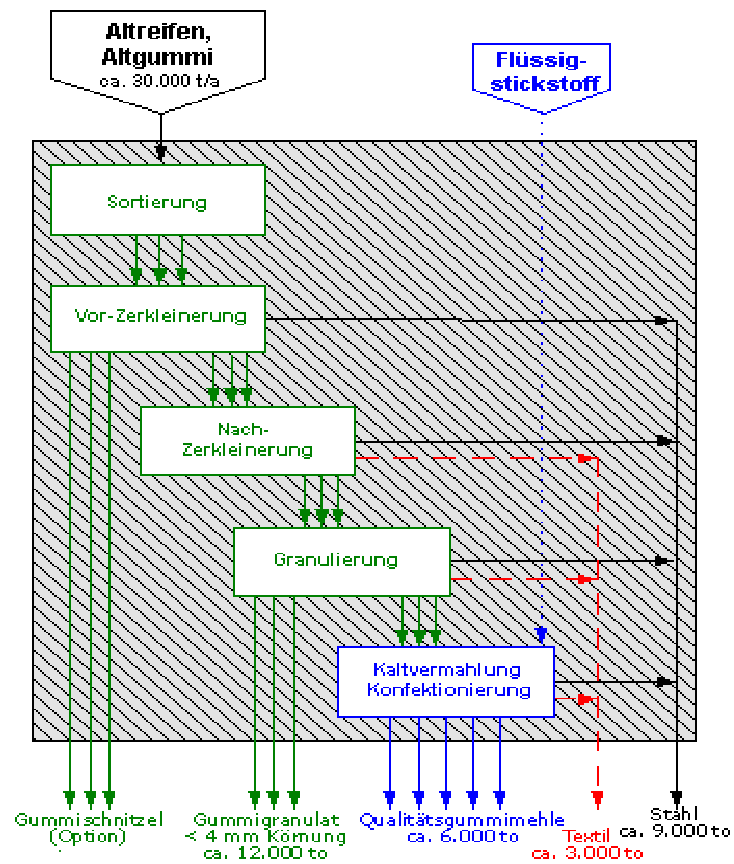 Altreifen,
Altgummi
ca. 30.000 t/a
Flüssig-
stickstoff
Sortierung
Vor-Zerkleinerung
Nach-
Zerkleinerung
Granulierung
Kaltvermahlung
Konfektionierung
Gummischnitzel
(Option)
Gummigranulat
< 4 mm Körnung
ca. 12.000 to
Qualitätsgummimehle
ca. 6.000 to
Textil
ca. 3.000 to
Stahl
ca. 9.000 to